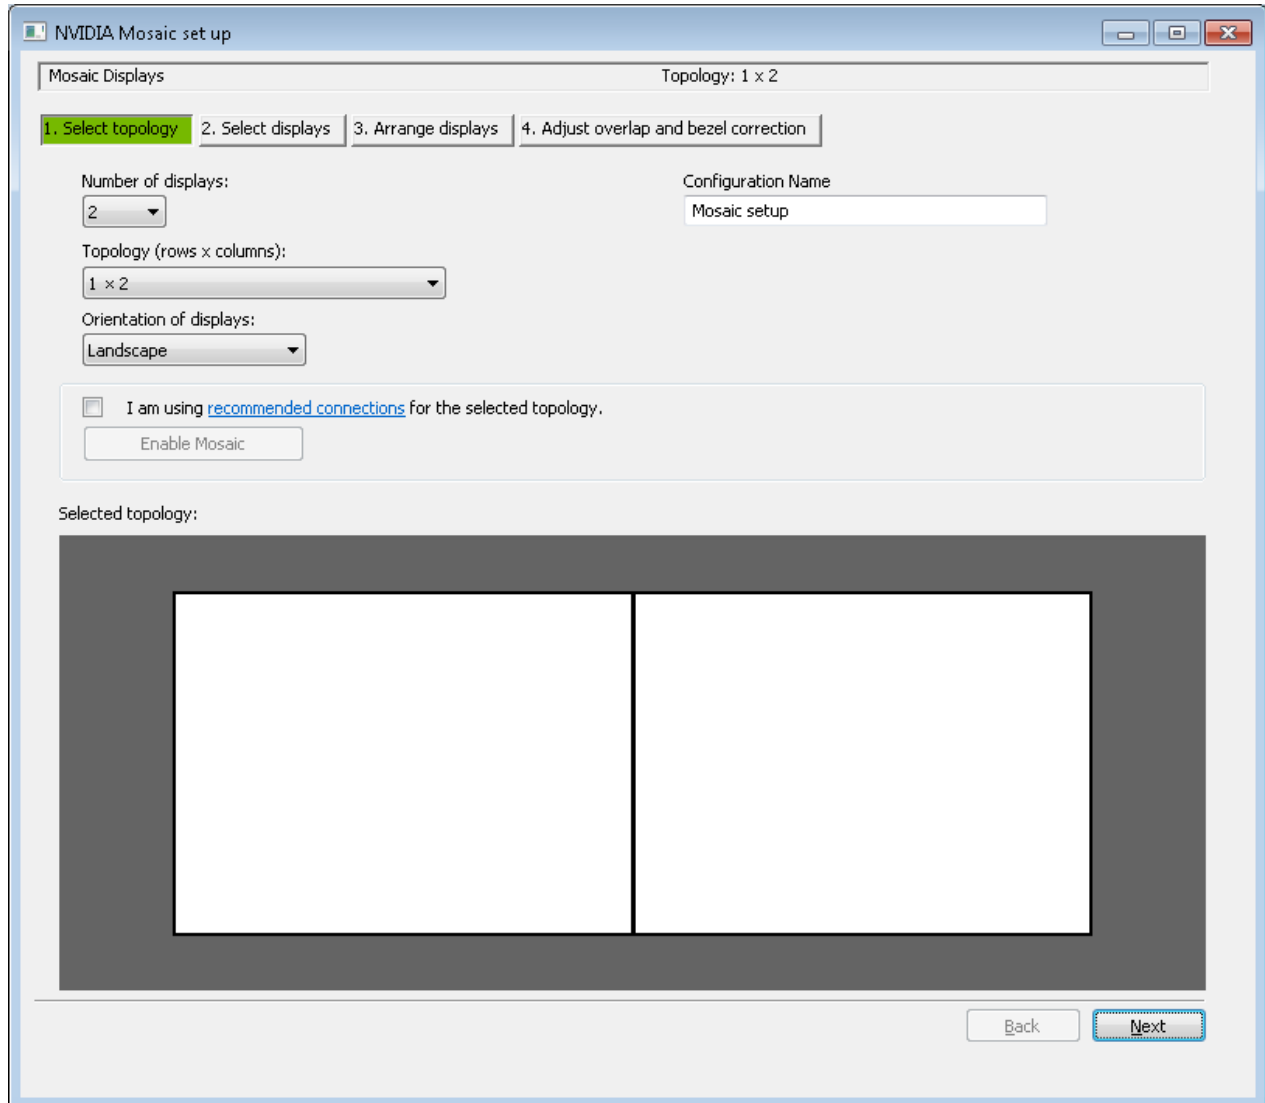 NVIDIA Mosaic set up
Mosaic Displays Topology: 1 x 2
1. Select topology 2. Select displays 3. Arrange displays 4. Adjust overlap and bezel correction
Number of displays: Configuration Name
2 Mosaic setup
Topology (rows x columns):
1 x 2
Orientation of displays:
Landscape
I am using recommended connections for the selected topology.
Enable Mosaic
Selected topology:
Back Next